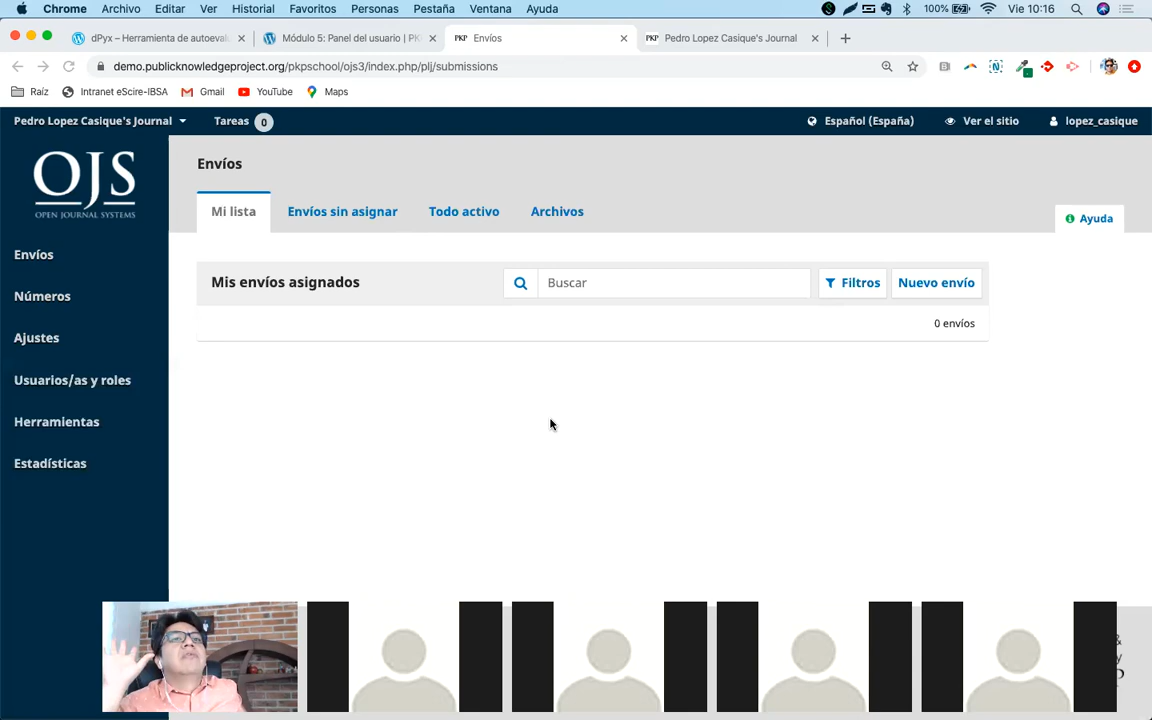 Chrome Archivo Editar Ver Historial Favoritos Personas Pestaña Ventana Ayuda 100% Vie 10:16
dPyx – Herramienta de autoeval Módulo 5: Panel del usuario | PK PKP Envíos PKP Pedro Lopez Casique's Journal
demo.publicknowledgeproject.org/pkpschool/ojs3/index.php/plj/submissions
Raíz Intranet eScire-IBSA Gmail YouTube Maps
Pedro Lopez Casique's Journal Tareas 0 Español (España) Ver el sitio lopez_casique
OJS
OPEN JOURNAL SYSTEMS
Envíos
Mi lista Envíos sin asignar Todo activo Archivos
Ayuda
Envíos
Números
Ajustes
Usuarios/as y roles
Herramientas
Estadísticas
Mis envíos asignados Buscar Filtros Nuevo envío
0 envíos